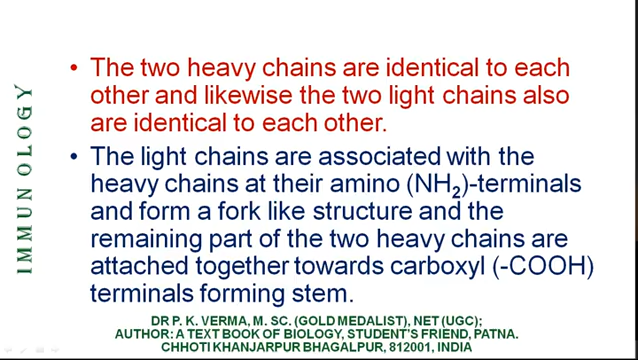 IMMUNOLOGY
• The two heavy chains are identical to each
other and likewise the two light chains also
are identical to each other.
• The light chains are associated with the
heavy chains at their amino (NH₂)-terminals
and form a fork like structure and the
remaining part of the two heavy chains are
attached together towards carboxyl (-COOH)
terminals forming stem.
DR P. K. VERMA, M. SC. (GOLD MEDALIST), NET (UGC);
AUTHOR: A TEXT BOOK OF BIOLOGY, STUDENT'S FRIEND, PATNA.
CHHOTI KHANJARPUR BHAGALPUR, 812001, INDIA